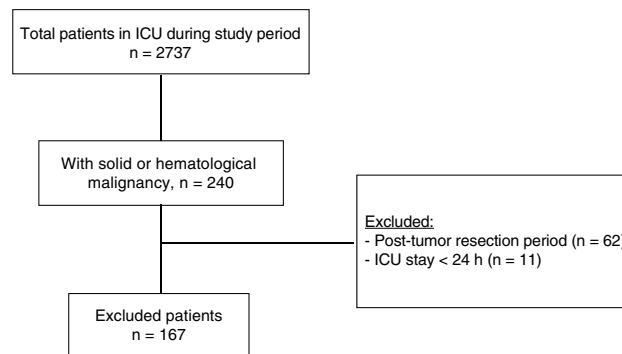 Total patients in ICU during study period
n = 2737
With solid or hematological
malignancy, n = 240
Excluded:
- Post-tumor resection period (n = 62)
- ICU stay < 24 h (n = 11)
Excluded patients
n = 167